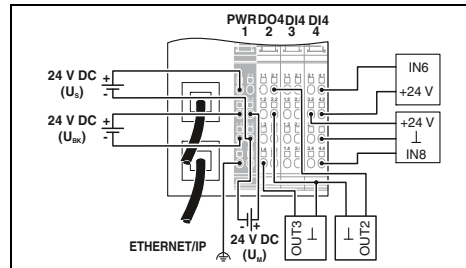 PWR DO4 DI4 DI4
1 2 3 4
24 V DC
(US)
+
-
24 V DC
(UBK)
+
-
IN6
+24 V
+24 V
⊥
IN8
ETHERNET/IP
- +
24 V DC
(UM)
OUT3
⊥
⊥
OUT2